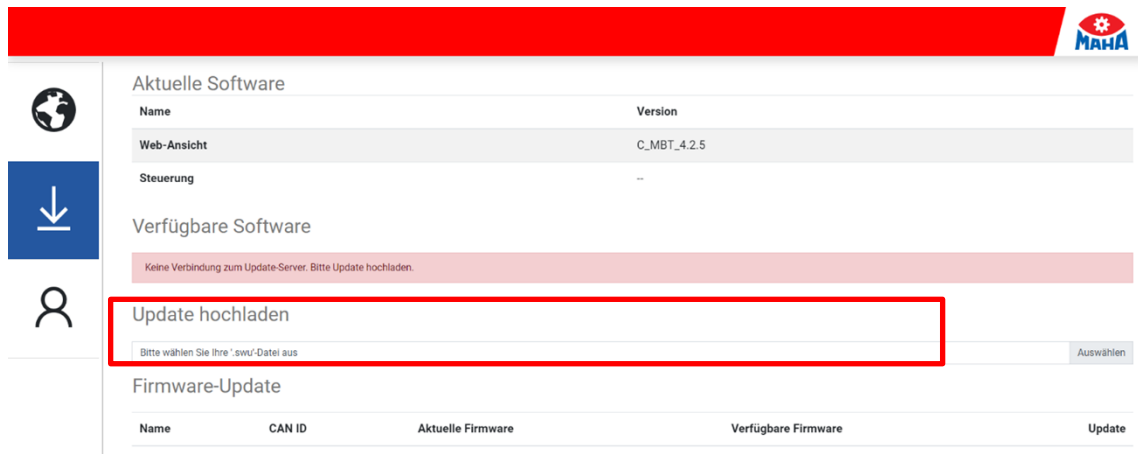 MAHA
Aktuelle Software
Name Version
Web-Ansicht C_MBT_4.2.5
Steuerung --
Verfügbare Software
Keine Verbindung zum Update-Server. Bitte Update hochladen.
Update hochladen
Bitte wählen Sie Ihre '.swu'-Datei aus Auswählen
Firmware-Update
Name CAN ID Aktuelle Firmware Verfügbare Firmware Update